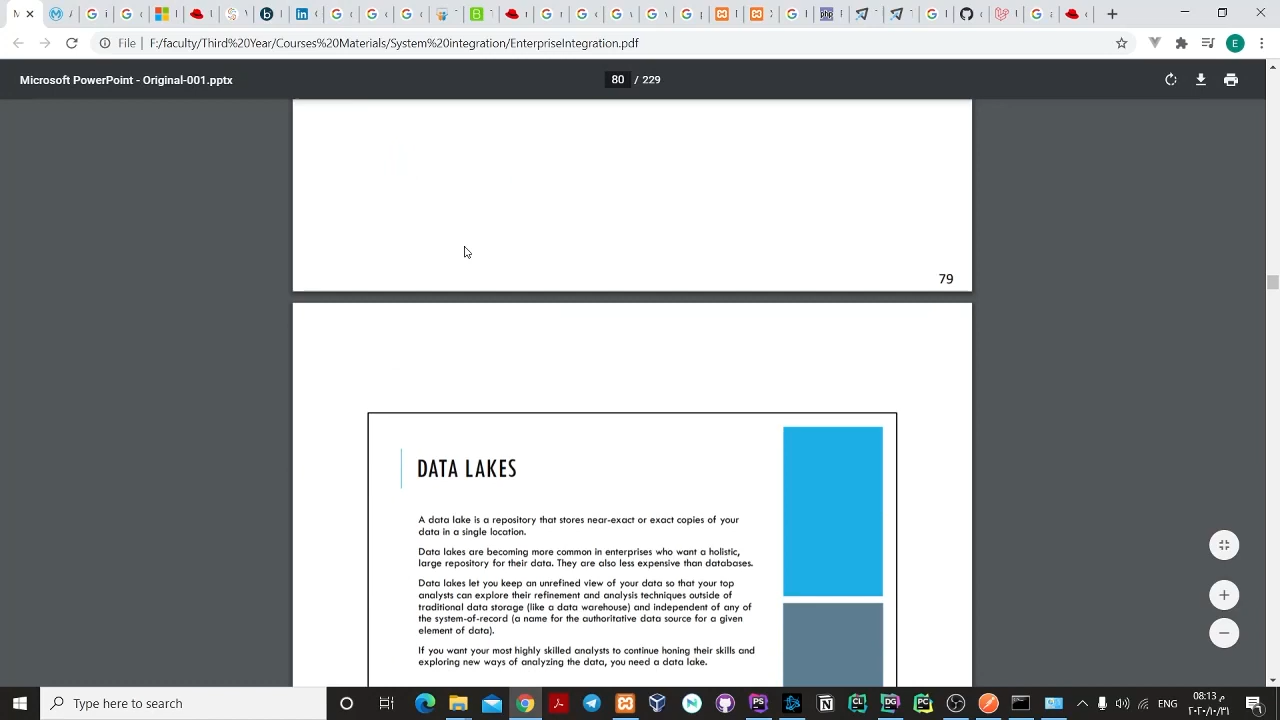 File F:/faculty/Third%20Year/Courses%20Materials/System%20integration/EnterpriseIntegration.pdf
Microsoft PowerPoint - Original-001.pptx 80 / 229
79
DATA LAKES
A data lake is a repository that stores near-exact or exact copies of your
data in a single location.
Data lakes are becoming more common in enterprises who want a holistic,
large repository for their data. They are also less expensive than databases.
Data lakes let you keep an unrefined view of your data so that your top
analysts can explore their refinement and analysis techniques outside of
traditional data storage (like a data warehouse) and independent of any of
the system-of-record (a name for the authoritative data source for a given
element of data).
If you want your most highly skilled analysts to continue honing their skills and
exploring new ways of analyzing the data, you need a data lake.
Type here to search
ENG
08:13